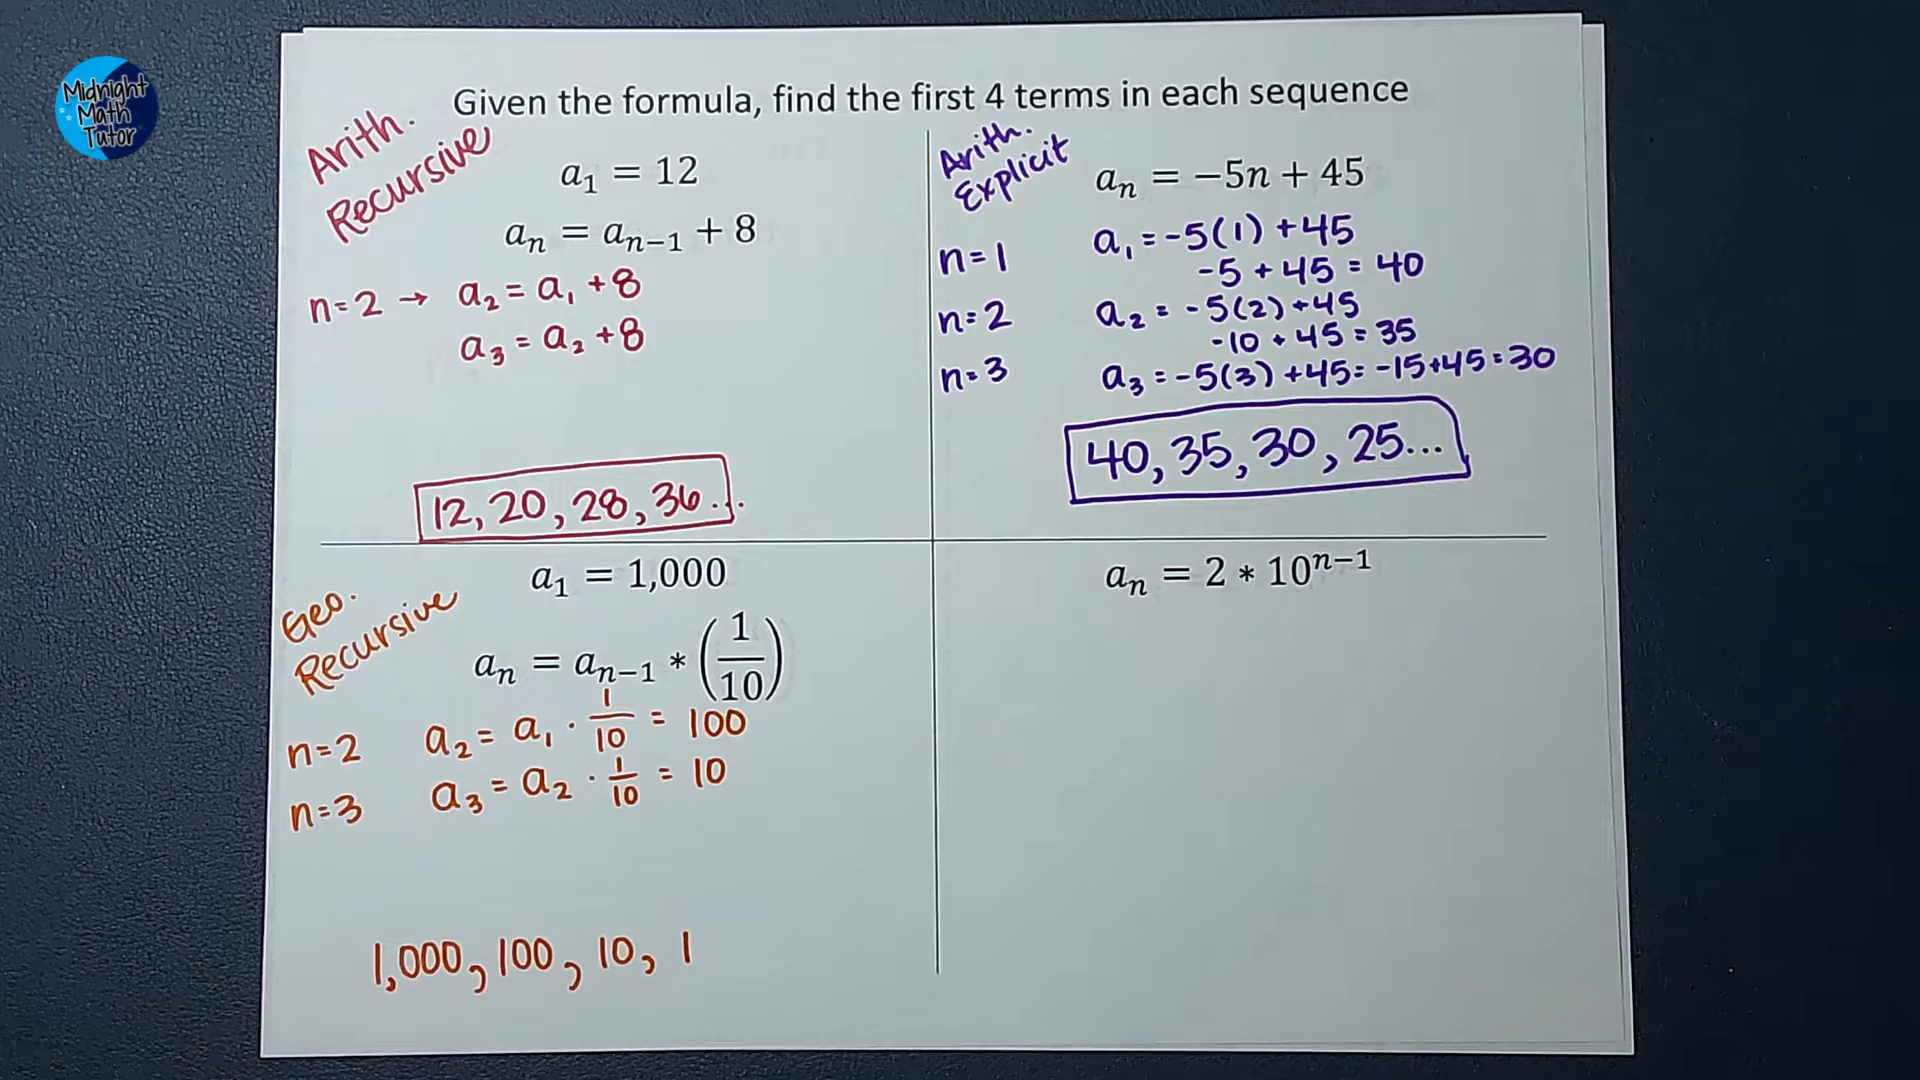 Midnight
Math
Tutor
Given the formula, find the first 4 terms in each sequence
Arith.
Recursive
a₁ = 12
aₙ = aₙ₋₁ + 8
n=2 → a₂ = a₁ + 8
a₃ = a₂ + 8
12, 20, 28, 36...
Arith.
Explicit
aₙ = −5n + 45
n=1 a₁ = -5(1) + 45
-5 + 45 = 40
n=2 a₂ = -5(2) + 45
-10 + 45 = 35
n=3 a₃ = -5(3) + 45 = -15+45 = 30
40, 35, 30, 25...
Geo.
Recursive
a₁ = 1,000
aₙ = aₙ₋₁ * (1/10)
n=2 a₂ = a₁ · 1/10 = 100
n=3 a₃ = a₂ · 1/10 = 10
1,000, 100, 10, 1
aₙ = 2 * 10ⁿ⁻¹